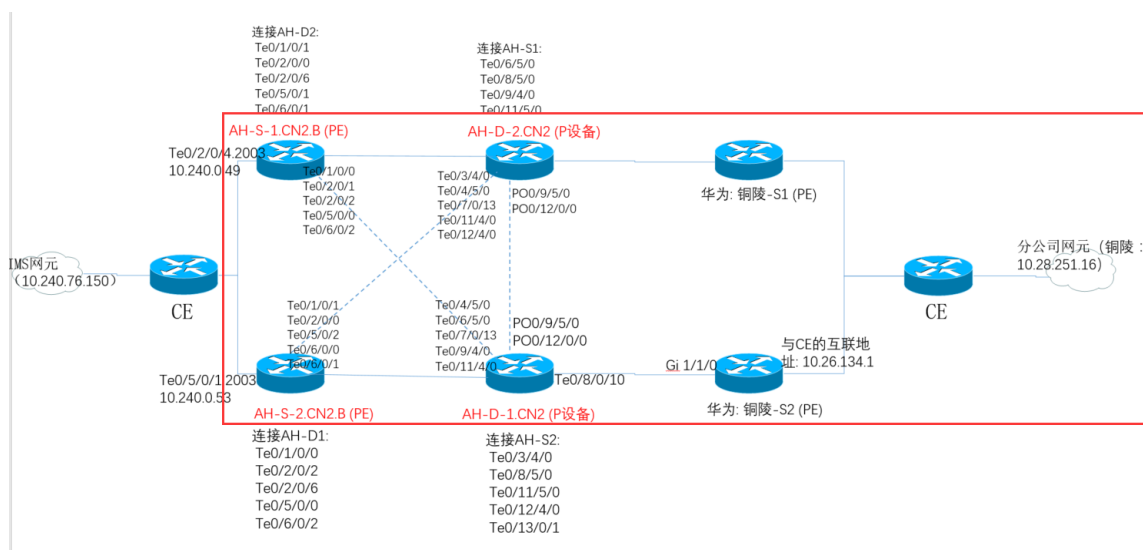 连接AH-D2:
Te0/1/0/1
Te0/2/0/0
Te0/2/0/6
Te0/5/0/1
Te0/6/0/1
连接AH-S1:
Te0/6/5/0
Te0/8/5/0
Te0/9/4/0
Te0/11/5/0
AH-S-1.CN2.B (PE)
AH-D-2.CN2 (P设备)
Te0/2/0/4.2003
10.240.0.49
Te0/1/0/0
Te0/2/0/1
Te0/2/0/2
Te0/5/0/0
Te0/6/0/2
Te0/3/4/0
Te0/4/5/0
Te0/7/0/13
Te0/11/4/0
Te0/12/4/0
PO0/9/5/0
PO0/12/0/0
华为: 铜陵-S1 (PE)
IMS网元
（10.240.76.150）
CE
分公司网元（铜陵：
10.28.251.16)
CE
Te0/1/0/1
Te0/2/0/0
Te0/5/0/2
Te0/6/0/0
Te0/6/0/1
Te0/4/5/0
Te0/6/5/0
Te0/7/0/13
Te0/9/4/0
Te0/11/4/0
PO0/9/5/0
PO0/12/0/0
与CE的互联地
址: 10.26.134.1
Gi 1/1/0
Te0/8/0/10
Te0/5/0/1.2003
10.240.0.53
AH-S-2.CN2.B (PE)
AH-D-1.CN2 (P设备)
华为: 铜陵-S2 (PE)
连接AH-D1:
Te0/1/0/0
Te0/2/0/2
Te0/2/0/6
Te0/5/0/0
Te0/6/0/2
连接AH-S2:
Te0/3/4/0
Te0/8/5/0
Te0/11/5/0
Te0/12/4/0
Te0/13/0/1